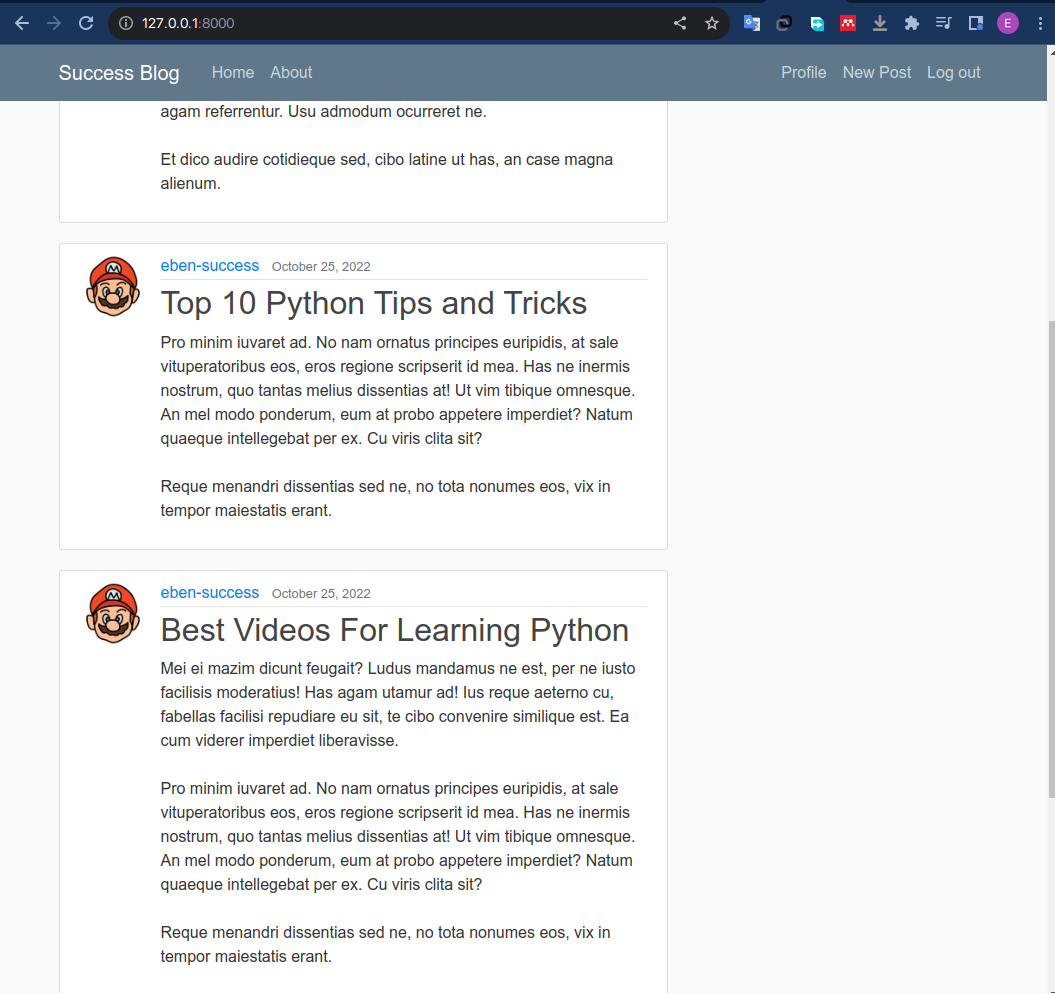 127.0.0.1:8000
E
Success Blog Home About Profile New Post Log out
agam referrentur. Usu admodum ocurreret ne.
Et dico audire cotidieque sed, cibo latine ut has, an case magna
alienum.
eben-success October 25, 2022
Top 10 Python Tips and Tricks
Pro minim iuvaret ad. No nam ornatus principes euripidis, at sale
vituperatoribus eos, eros regione scripserit id mea. Has ne inermis
nostrum, quo tantas melius dissentias at! Ut vim tibique omnesque.
An mel modo ponderum, eum at probo appetere imperdiet? Natum
quaeque intellegebat per ex. Cu viris clita sit?
Reque menandri dissentias sed ne, no tota nonumes eos, vix in
tempor maiestatis erant.
eben-success October 25, 2022
Best Videos For Learning Python
Mei ei mazim dicunt feugait? Ludus mandamus ne est, per ne iusto
facilisis moderatius! Has agam utamur ad! Ius reque aeterno cu,
fabellas facilisi repudiare eu sit, te cibo convenire similique est. Ea
cum viderer imperdiet liberavisse.
Pro minim iuvaret ad. No nam ornatus principes euripidis, at sale
vituperatoribus eos, eros regione scripserit id mea. Has ne inermis
nostrum, quo tantas melius dissentias at! Ut vim tibique omnesque.
An mel modo ponderum, eum at probo appetere imperdiet? Natum
quaeque intellegebat per ex. Cu viris clita sit?
Reque menandri dissentias sed ne, no tota nonumes eos, vix in
tempor maiestatis erant.